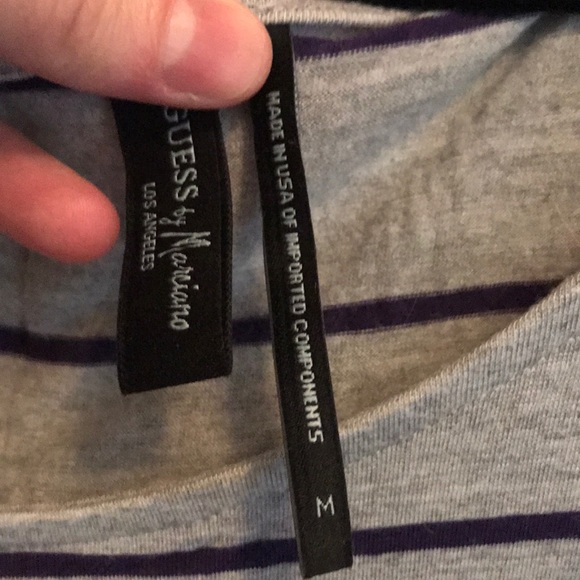 GUESS by Marciano
LOS ANGELES
MADE IN USA OF IMPORTED COMPONENTS
M